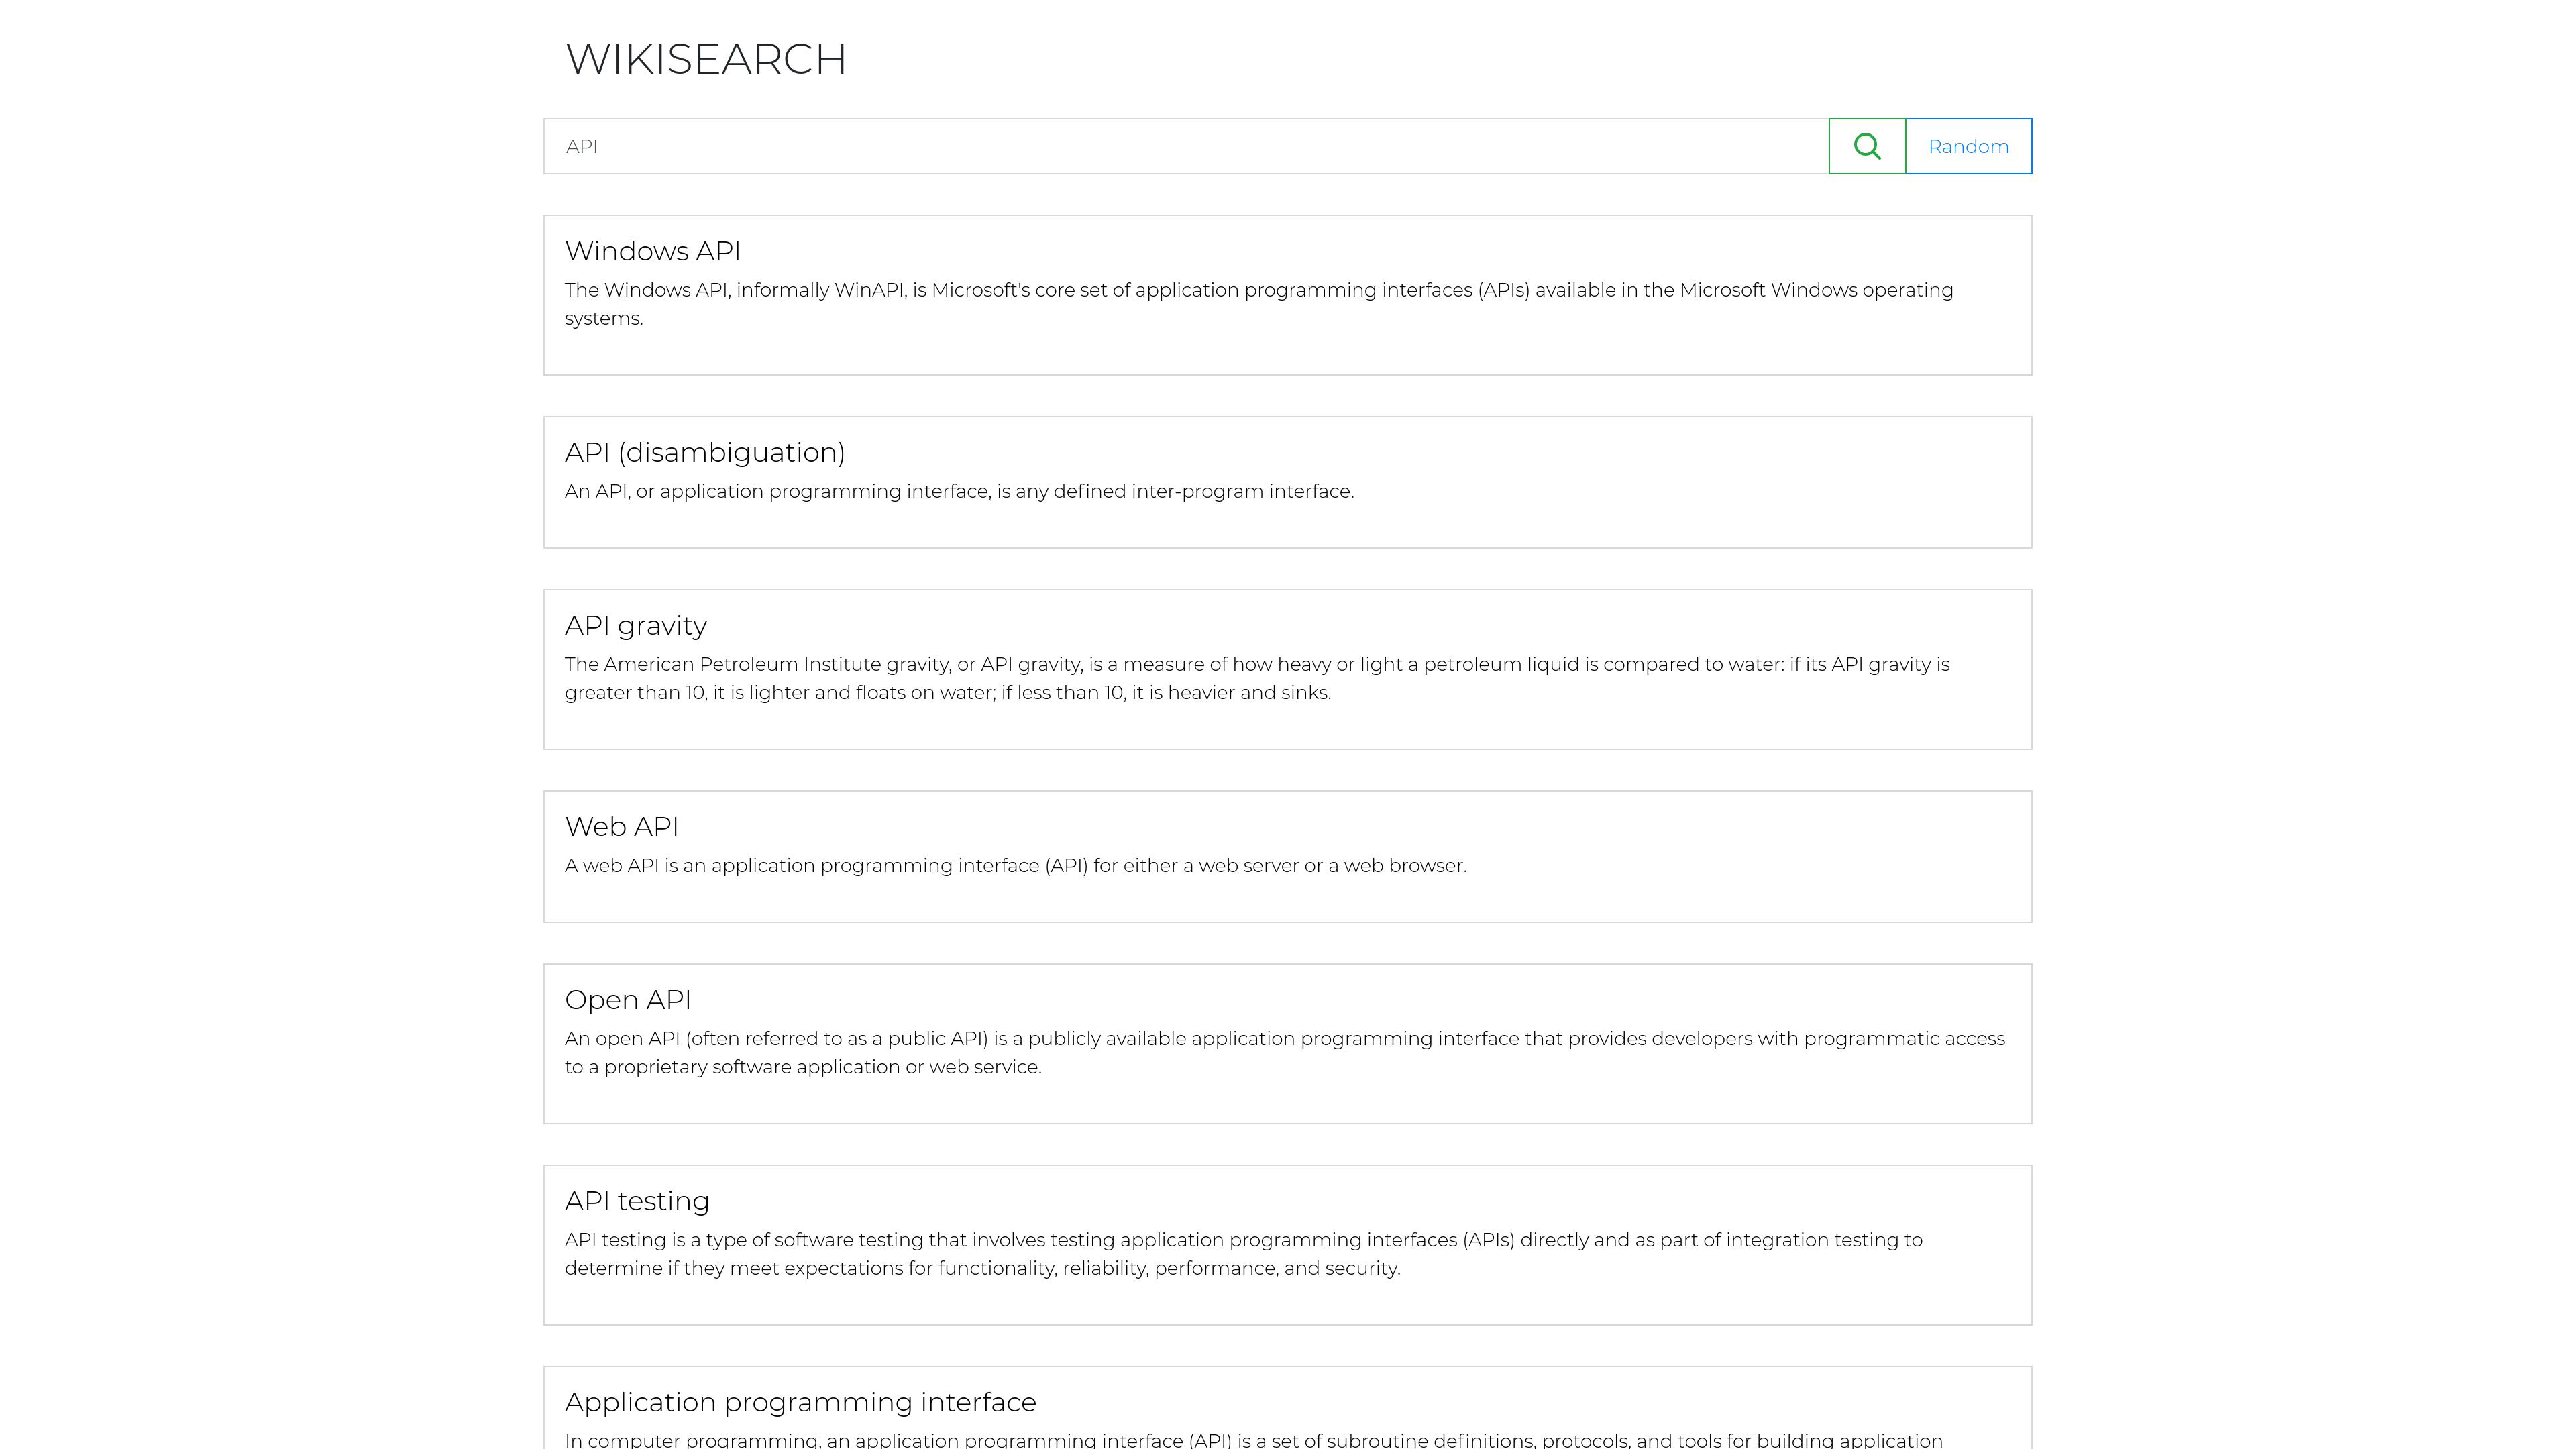 WIKISEARCH
API
Random
Windows API
The Windows API, informally WinAPI, is Microsoft's core set of application programming interfaces (APIs) available in the Microsoft Windows operating
systems.
API (disambiguation)
An API, or application programming interface, is any defined inter-program interface.
API gravity
The American Petroleum Institute gravity, or API gravity, is a measure of how heavy or light a petroleum liquid is compared to water: if its API gravity is
greater than 10, it is lighter and floats on water; if less than 10, it is heavier and sinks.
Web API
A web API is an application programming interface (API) for either a web server or a web browser.
Open API
An open API (often referred to as a public API) is a publicly available application programming interface that provides developers with programmatic access
to a proprietary software application or web service.
API testing
API testing is a type of software testing that involves testing application programming interfaces (APIs) directly and as part of integration testing to
determine if they meet expectations for functionality, reliability, performance, and security.
Application programming interface
In computer programming, an application programming interface (API) is a set of subroutine definitions, protocols, and tools for building application